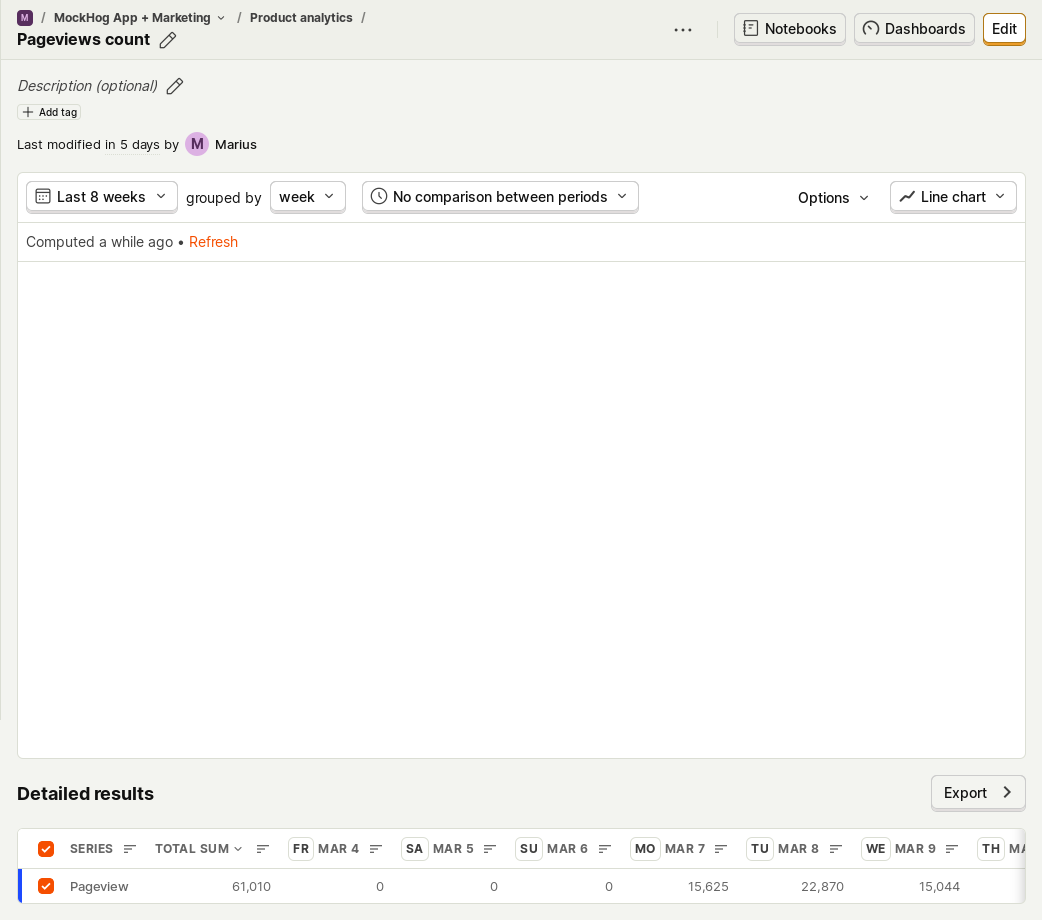 M / MockHog App + Marketing / Product analytics /
Pageviews count
Notebooks Dashboards Edit
Description (optional)
Add tag
Last modified in 5 days by M Marius
Last 8 weeks grouped by week No comparison between periods Options Line chart
Computed a while ago • Refresh
Detailed results
Export
SERIES TOTAL SUM FR MAR 4 SA MAR 5 SU MAR 6 MO MAR 7 TU MAR 8 WE MAR 9 TH
Pageview 61,010 0 0 0 15,625 22,870 15,044